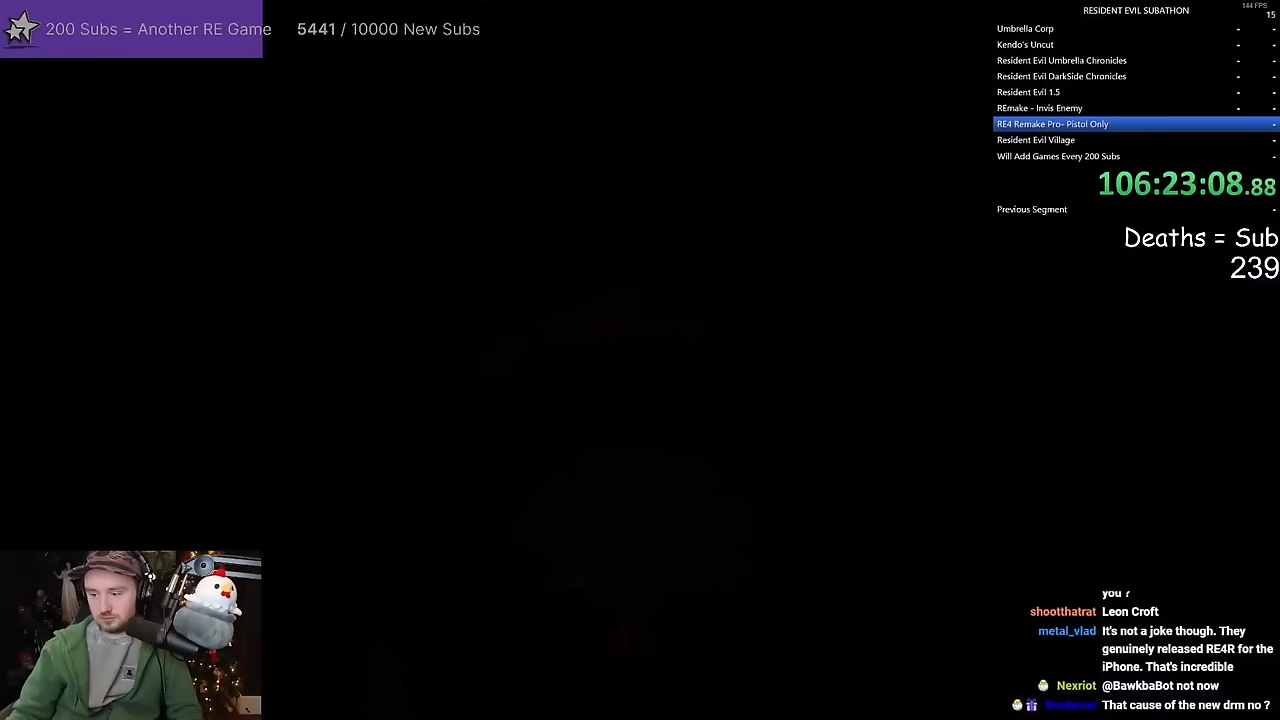 200 Subs = Another RE Game
5441 / 10000 New Subs
144 FPS
RESIDENT EVIL SUBATHON
15
Umbrella Corp - -
Kendo's Uncut - -
Resident Evil Umbrella Chronicles - -
Resident Evil DarkSide Chronicles - -
Resident Evil 1.5 - -
REmake - Invis Enemy - -
RE4 Remake Pro- Pistol Only -
Resident Evil Village -
Will Add Games Every 200 Subs -
106:23:08.88
Previous Segment -
Deaths = Sub
239
you ?
shootthatrat Leon Croft
metal_vlad It's not a joke though. They
genuinely released RE4R for the
iPhone. That's incredible
Nexriot @BawkbaBot not now
That cause of the new drm no ?